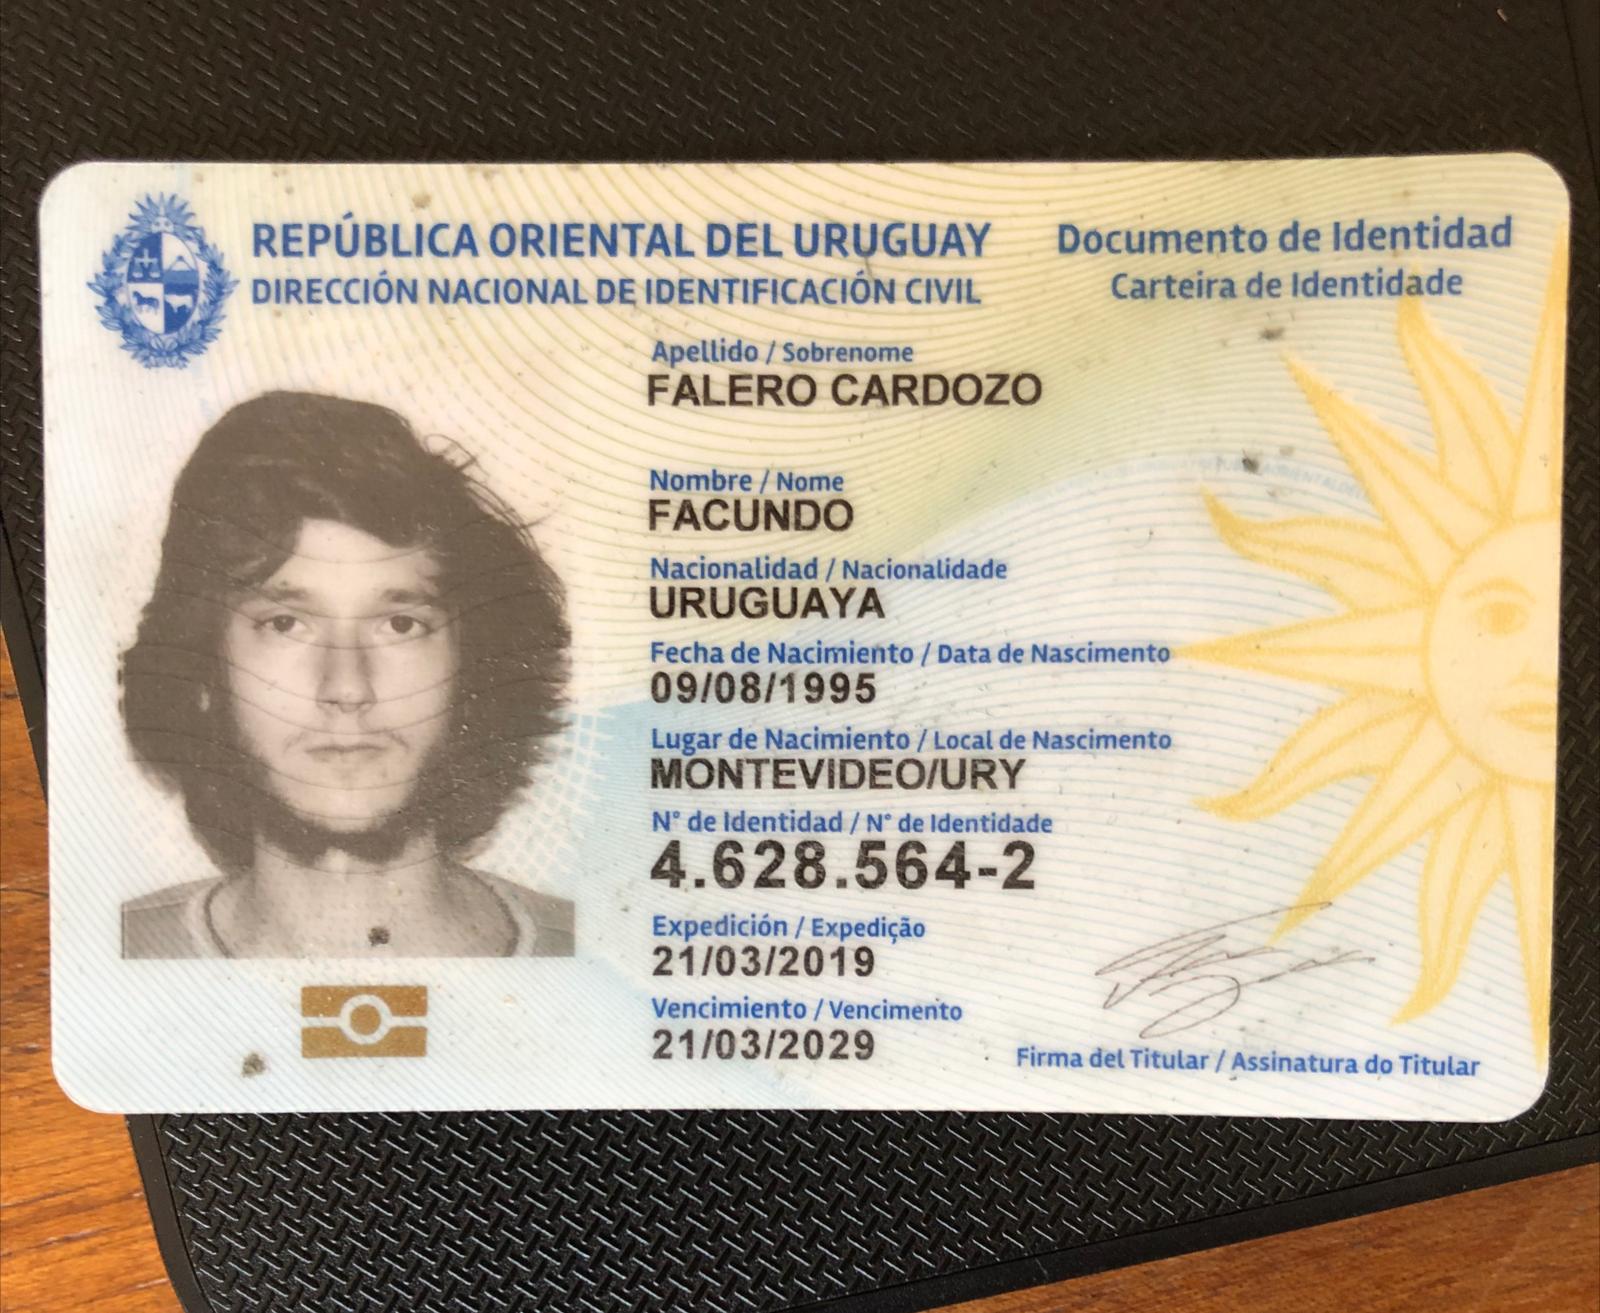 REPÚBLICA ORIENTAL DEL URUGUAY
DIRECCIÓN NACIONAL DE IDENTIFICACIÓN CIVIL
Documento de Identidad
Carteira de Identidade
Apellido / Sobrenome
FALERO CARDOZO
Nombre / Nome
FACUNDO
Nacionalidad / Nacionalidade
URUGUAYA
Fecha de Nacimiento / Data de Nascimento
09/08/1995
Lugar de Nacimiento / Local de Nascimento
MONTEVIDEO/URY
N° de Identidad / N° de Identidade
4.628.564-2
Expedición / Expedição
21/03/2019
Vencimiento / Vencimento
21/03/2029
Firma del Titular / Assinatura do Titular